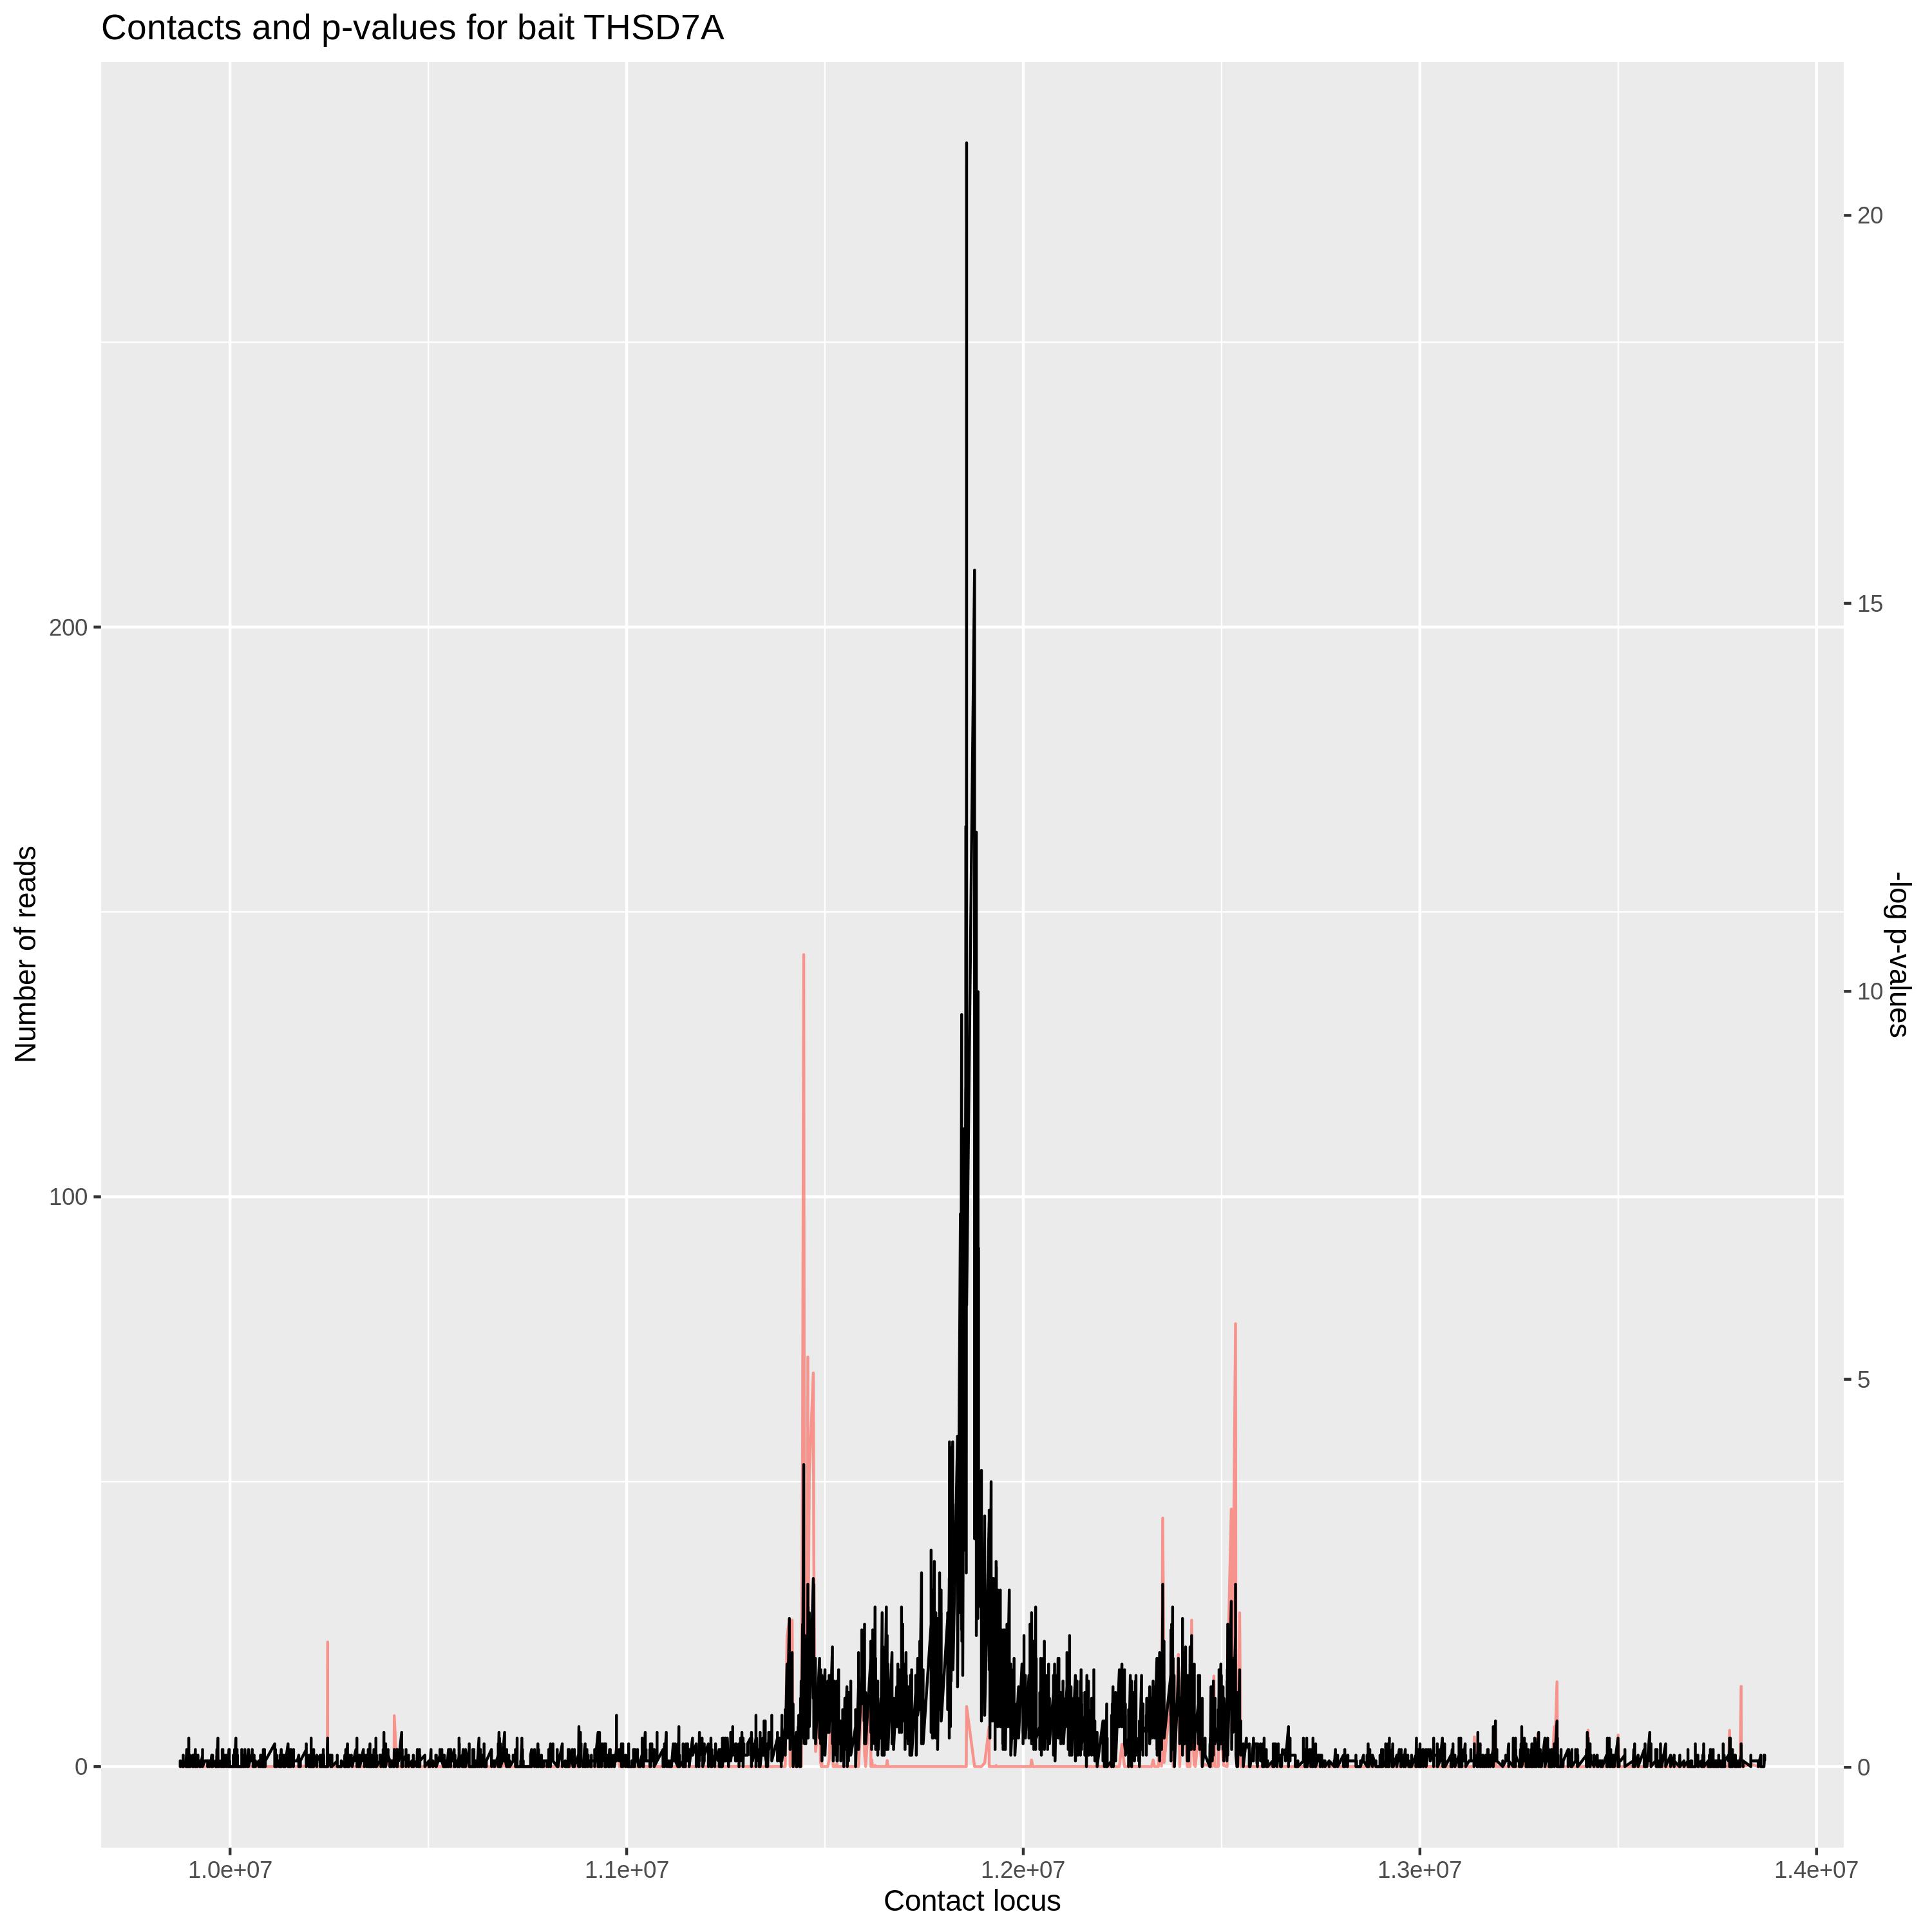 Contacts and p-values for bait THSD7A
Number of reads
200
100
0
20
15
10
5
0
-log p-values
1.0e+07 1.1e+07 1.2e+07 1.3e+07 1.4e+07
Contact locus